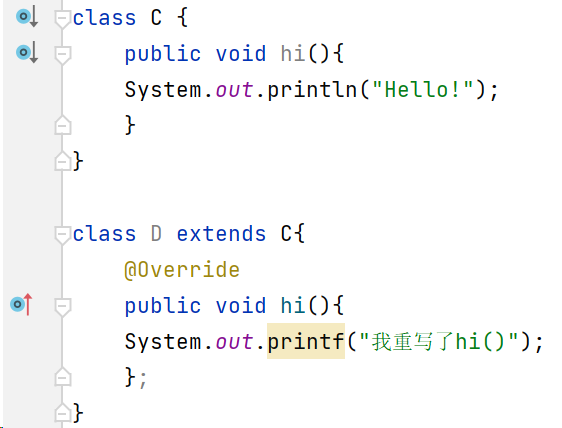 class C {
public void hi(){
System.out.println("Hello!");
}
}
class D extends C{
@Override
public void hi(){
System.out.printf("我重写了hi()");
};
}